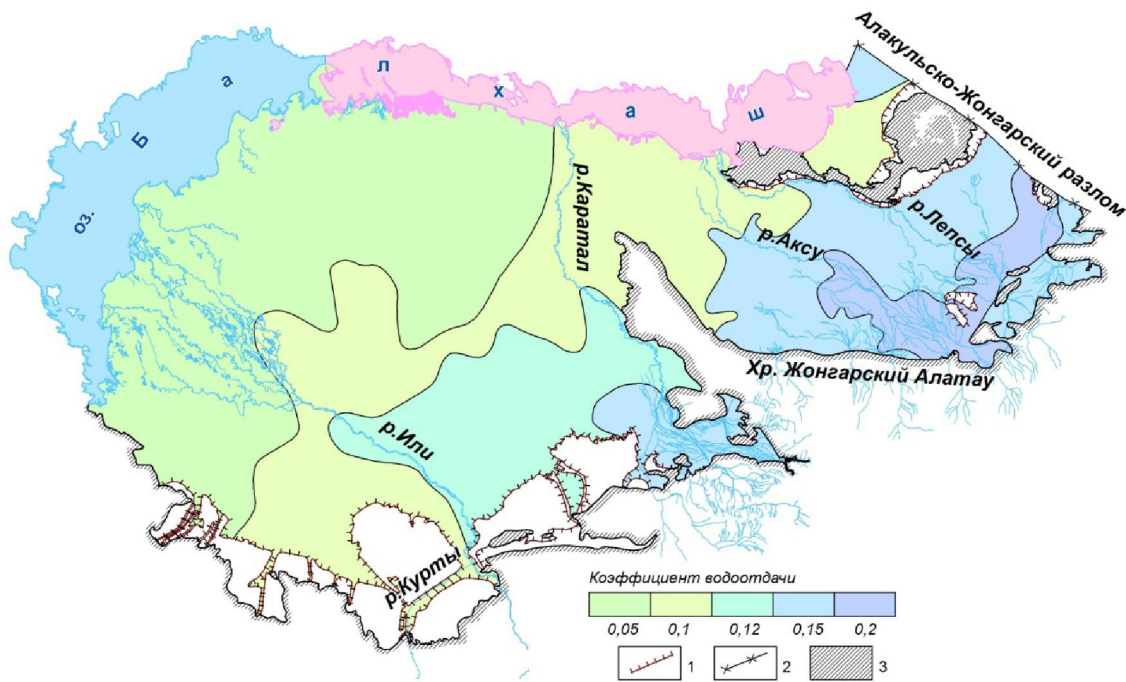 оз. Балхаш
Алакульско-Жонгарский разлом
р.Каратал
р.Лепсы
р.Аксу
Хр. Жонгарский Алатау
р.Или
р.Курты
Коэффициент водоотдачи
0,05 0,1 0,12 0,15 0,2
1 2 3